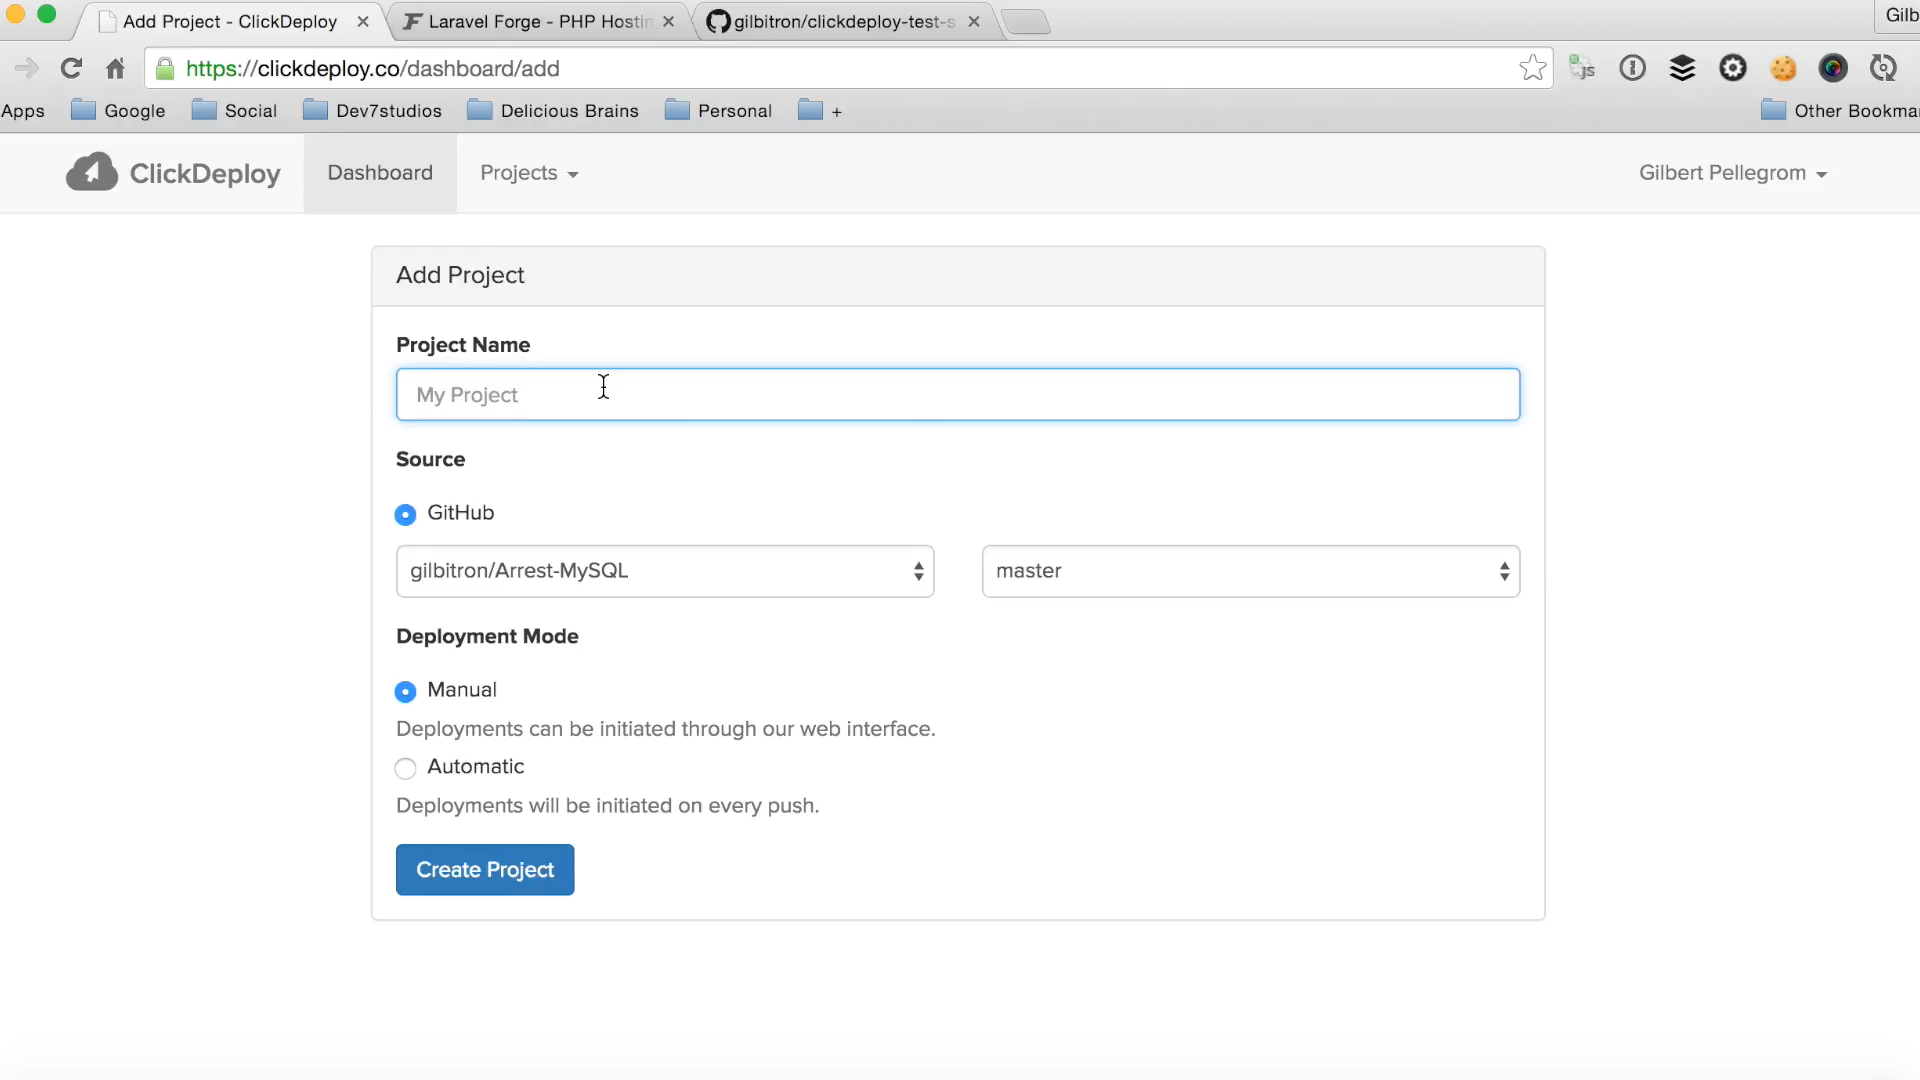 Add Project - ClickDeploy
Laravel Forge - PHP Hostin
gilbitron/clickdeploy-test-s
Gilb
https://clickdeploy.co/dashboard/add
JS
Apps
Google
Social
Dev7studios
Delicious Brains
Personal
+
Other Bookma
ClickDeploy
Dashboard
Projects
Gilbert Pellegrom
Add Project
Project Name
My Project
Source
GitHub
gilbitron/Arrest-MySQL
master
Deployment Mode
Manual
Deployments can be initiated through our web interface.
Automatic
Deployments will be initiated on every push.
Create Project